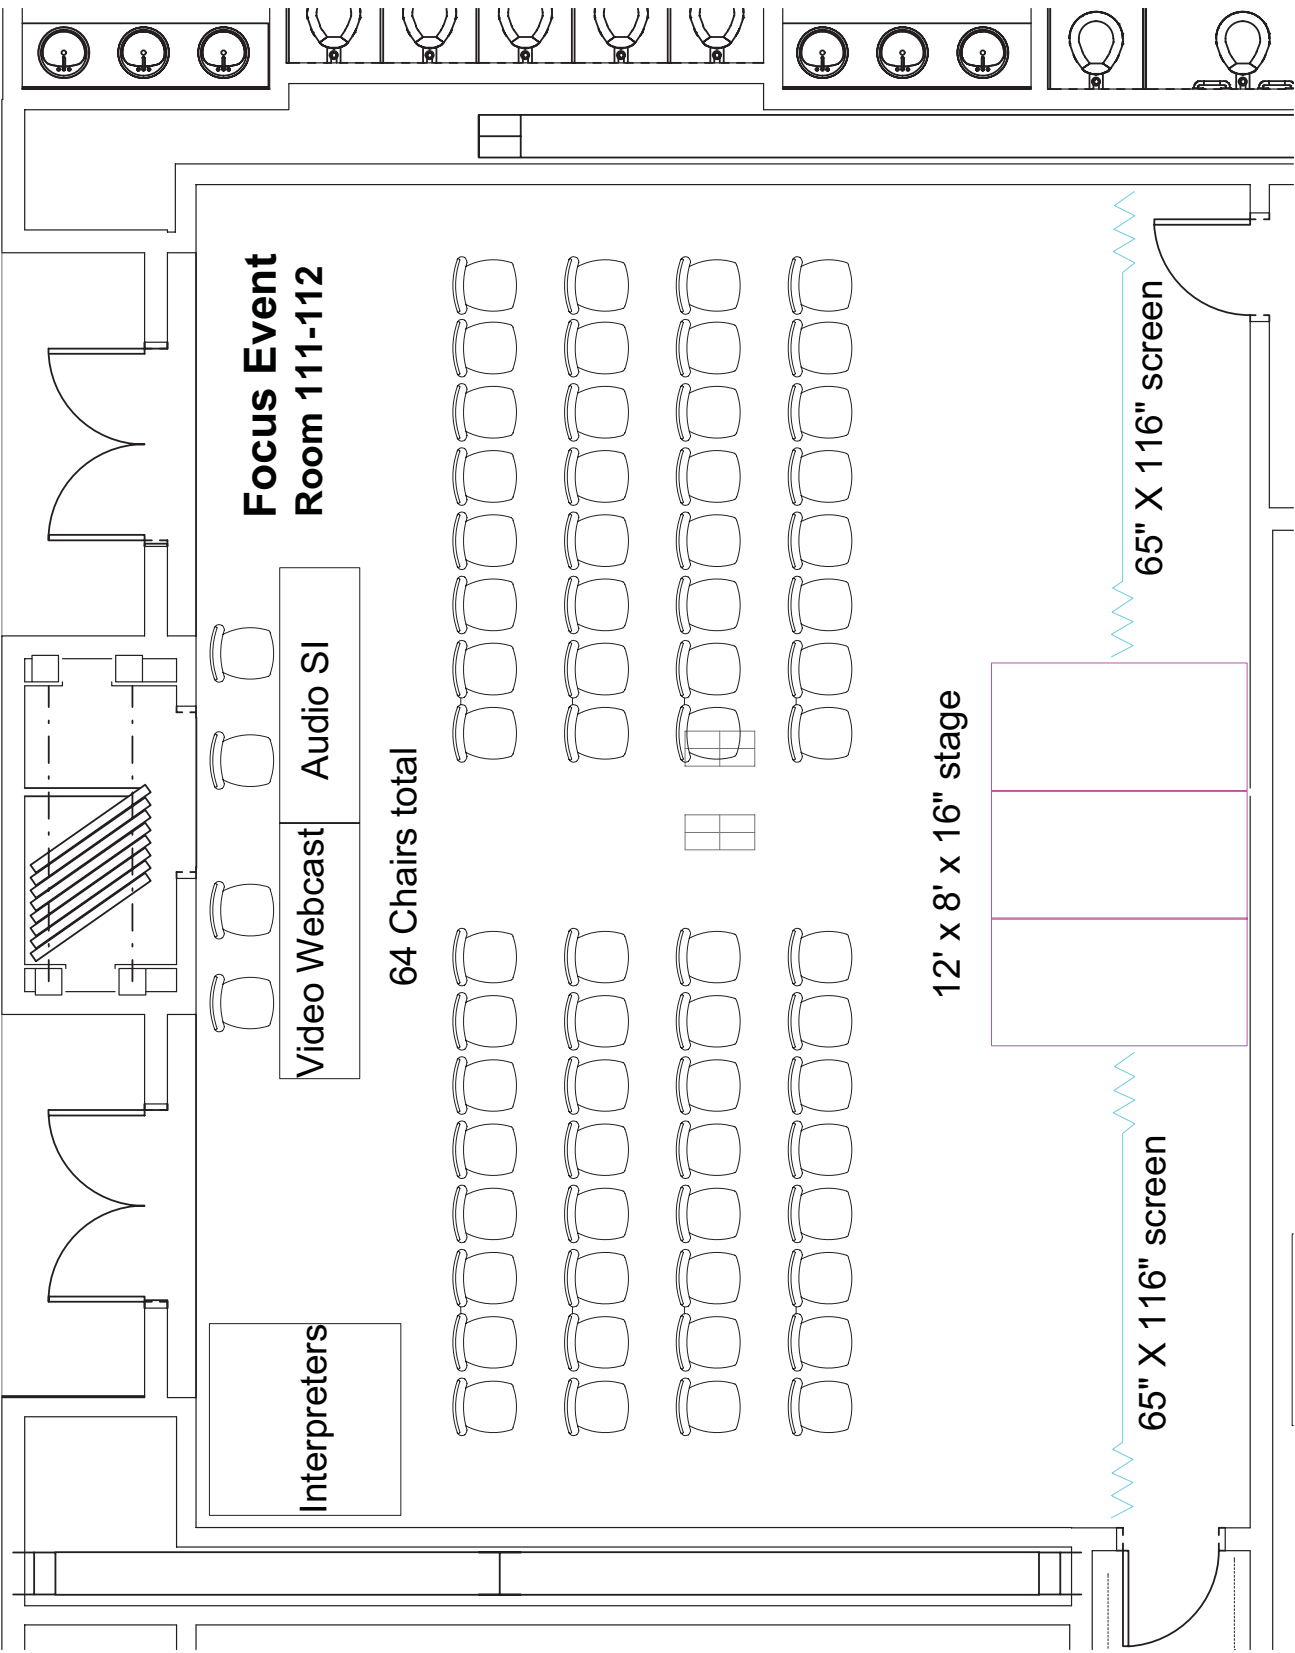 Focus Event
Room 111-112
Audio SI
Video Webcast
64 Chairs total
Interpreters
12' x 8' x 16" stage
65" X 116" screen
65" X 116" screen